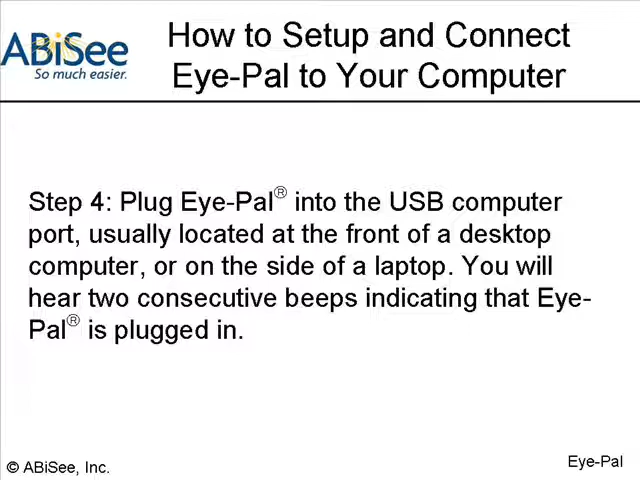 ABiSee
So much easier.
How to Setup and Connect
Eye-Pal to Your Computer
Step 4: Plug Eye-Pal® into the USB computer
port, usually located at the front of a desktop
computer, or on the side of a laptop. You will
hear two consecutive beeps indicating that Eye-
Pal® is plugged in.
© ABiSee, Inc.
Eye-Pal